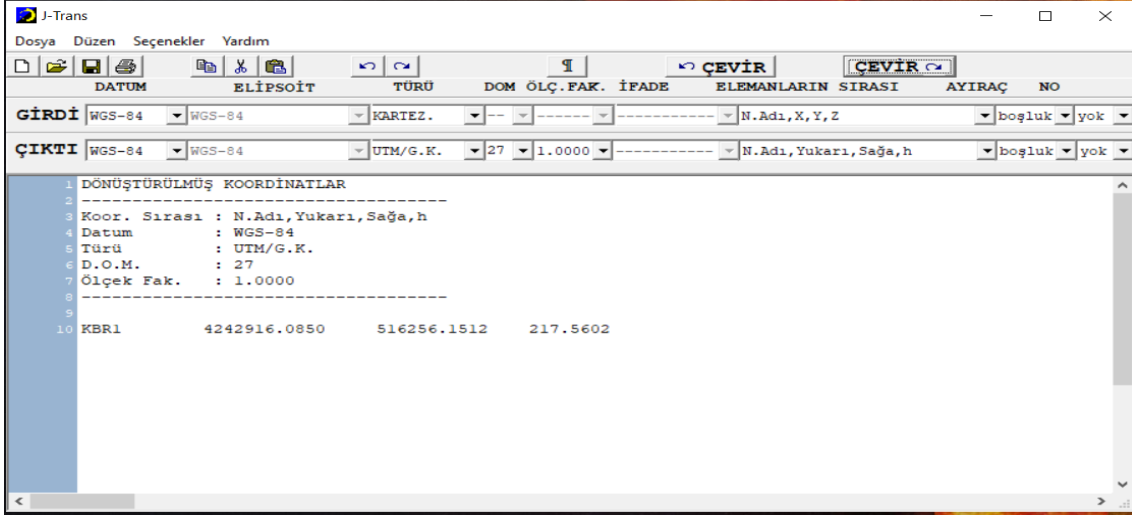 J-Trans
Dosya Düzen Seçenekler Yardım
¶ ÇEVİR ÇEVİR
DATUM ELİPSOİT TÜRÜ DOM ÖLÇ.FAK. İFADE ELEMANLARIN SIRASI AYIRAÇ NO
GİRDİ WGS-84 WGS-84 KARTEZ. -- ------ ----------- N.Adı,X,Y,Z boşluk yok
ÇIKTI WGS-84 WGS-84 UTM/G.K. 27 1.0000 ----------- N.Adı,Yukarı,Sağa,h boşluk yok
1 DÖNÜŞTÜRÜLMÜŞ KOORDİNATLAR
2 ------------------------------------
3 Koor. Sırası : N.Adı,Yukarı,Sağa,h
4 Datum : WGS-84
5 Türü : UTM/G.K.
6 D.O.M. : 27
7 Ölçek Fak. : 1.0000
8 ------------------------------------
9
10 KBR1 4242916.0850 516256.1512 217.5602